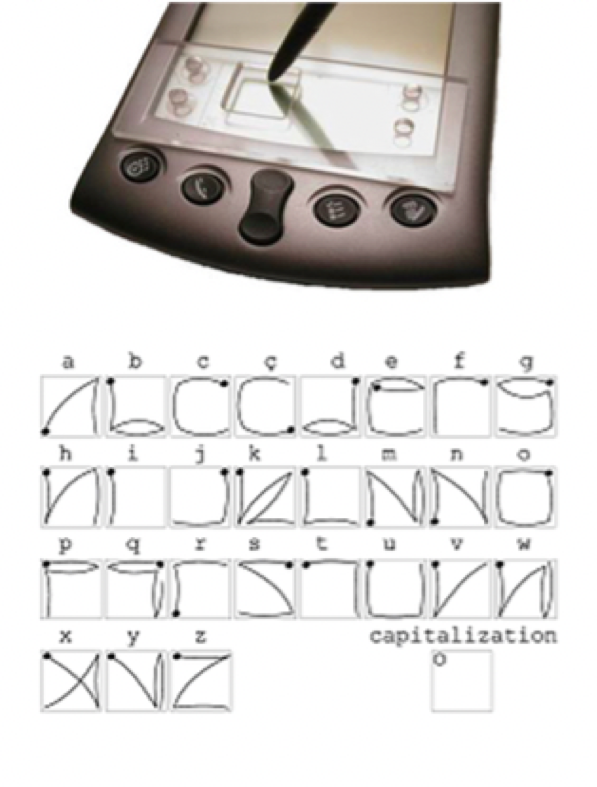 a b c ç d e f g
h i j k l m n o
p q r s t u v w
x y z capitalization